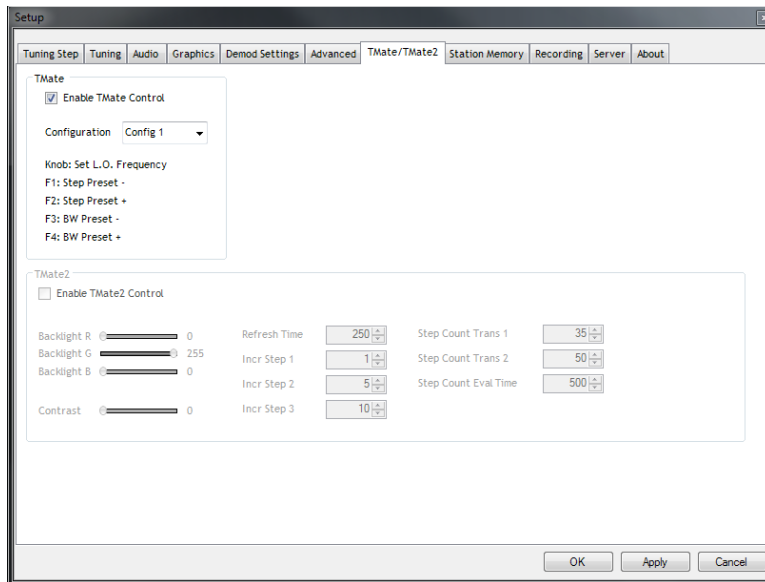 Setup
Tuning Step Tuning Audio Graphics Demod Settings Advanced TMate/TMate2 Station Memory Recording Server About
TMate
Enable TMate Control
Configuration Config 1
Knob: Set L.O. Frequency
F1: Step Preset -
F2: Step Preset +
F3: BW Preset -
F4: BW Preset +
TMate2
Enable TMate2 Control
Backlight R 0 Refresh Time 250 Step Count Trans 1 35
Backlight G 255 Incr Step 1 1 Step Count Trans 2 50
Backlight B 0 Incr Step 2 5 Step Count Eval Time 500
Contrast 0 Incr Step 3 10
OK Apply Cancel